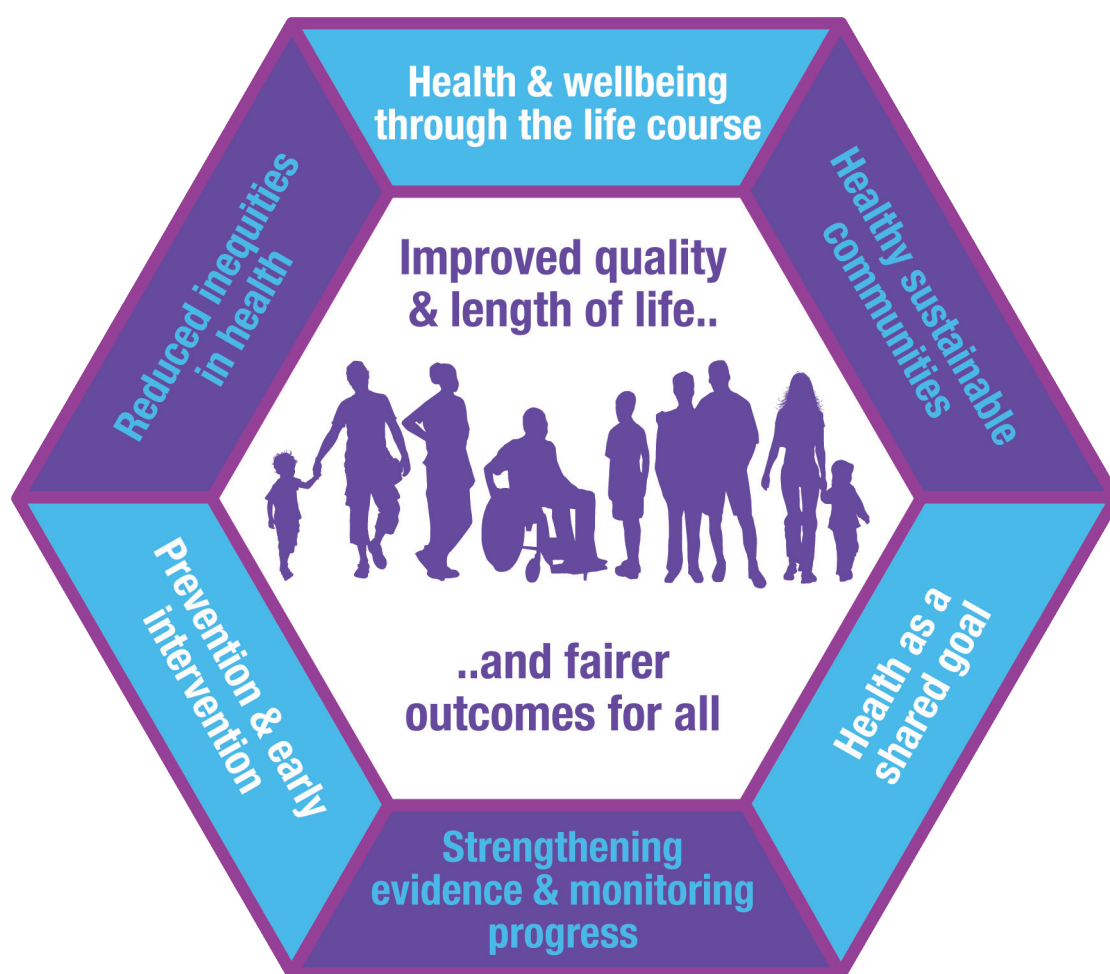 Health & wellbeing
through the life course
Healthy sustainable
communities
Health as a
shared goal
Strengthening
evidence & monitoring
progress
Prevention & early
intervention
Reduced inequities
in health
Improved quality
& length of life..
..and fairer
outcomes for all